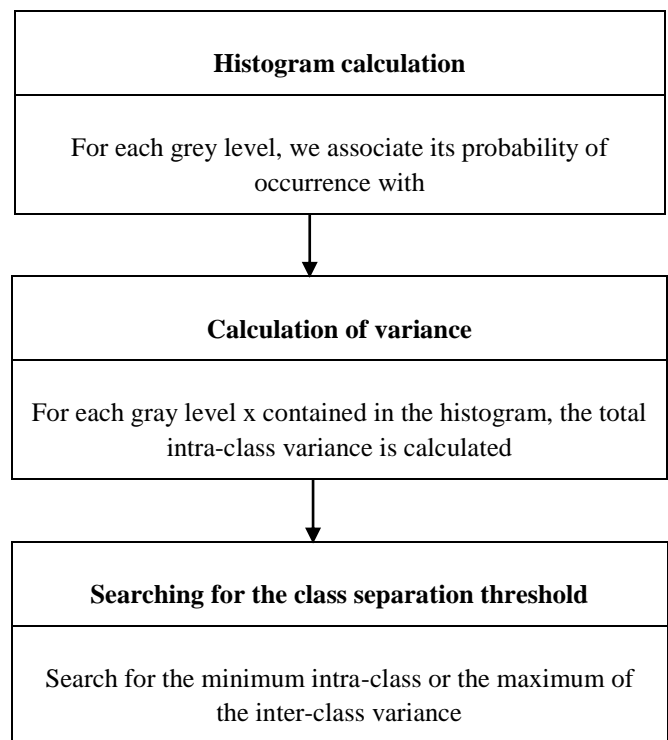 Histogram calculation
For each grey level, we associate its probability of
occurrence with
Calculation of variance
For each gray level x contained in the histogram, the total
intra-class variance is calculated
Searching for the class separation threshold
Search for the minimum intra-class or the maximum of
the inter-class variance